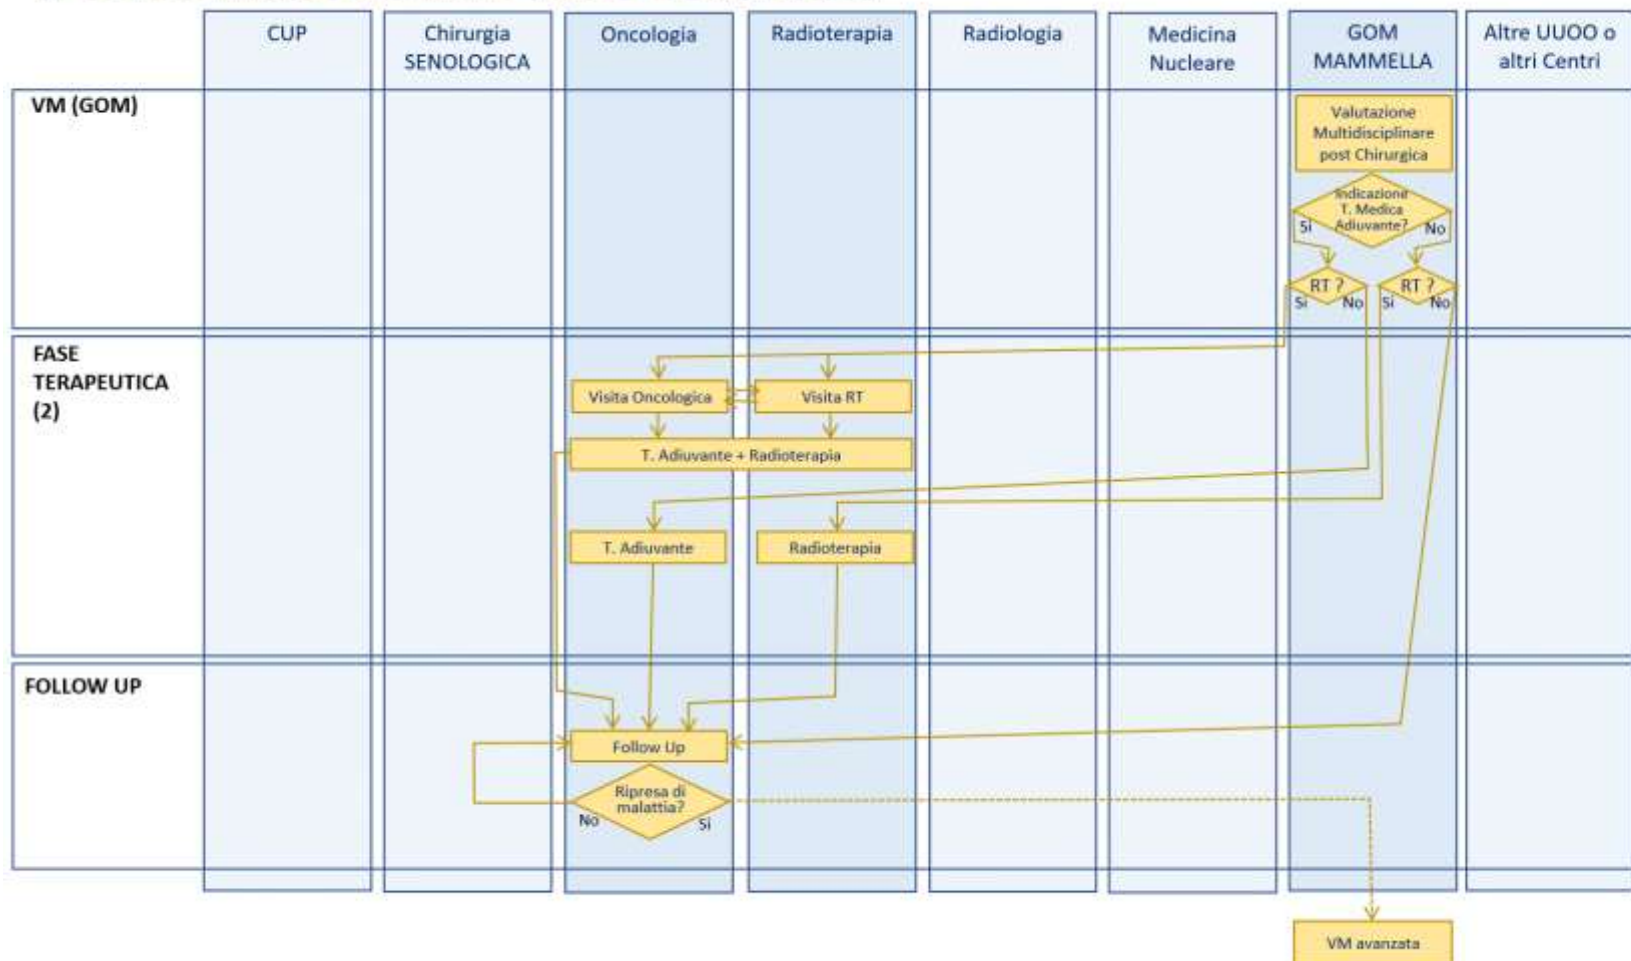 CUP
Chirurgia
SENOLOGICA
Oncologia
Radioterapia
Radiologia
Medicina
Nucleare
GOM
MAMMELLA
Altre UUOO o
altri Centri
VM (GOM)
Valutazione
Multidisciplinare
post Chirurgica
Indicazione
T. Medica
Adiuvante?
Si
No
RT ?
Si
No
RT ?
Si
No
FASE
TERAPEUTICA
(2)
Visita Oncologica
Visita RT
T. Adiuvante + Radioterapia
T. Adiuvante
Radioterapia
FOLLOW UP
Follow Up
Ripresa di
malattia?
No
Si
VM avanzata